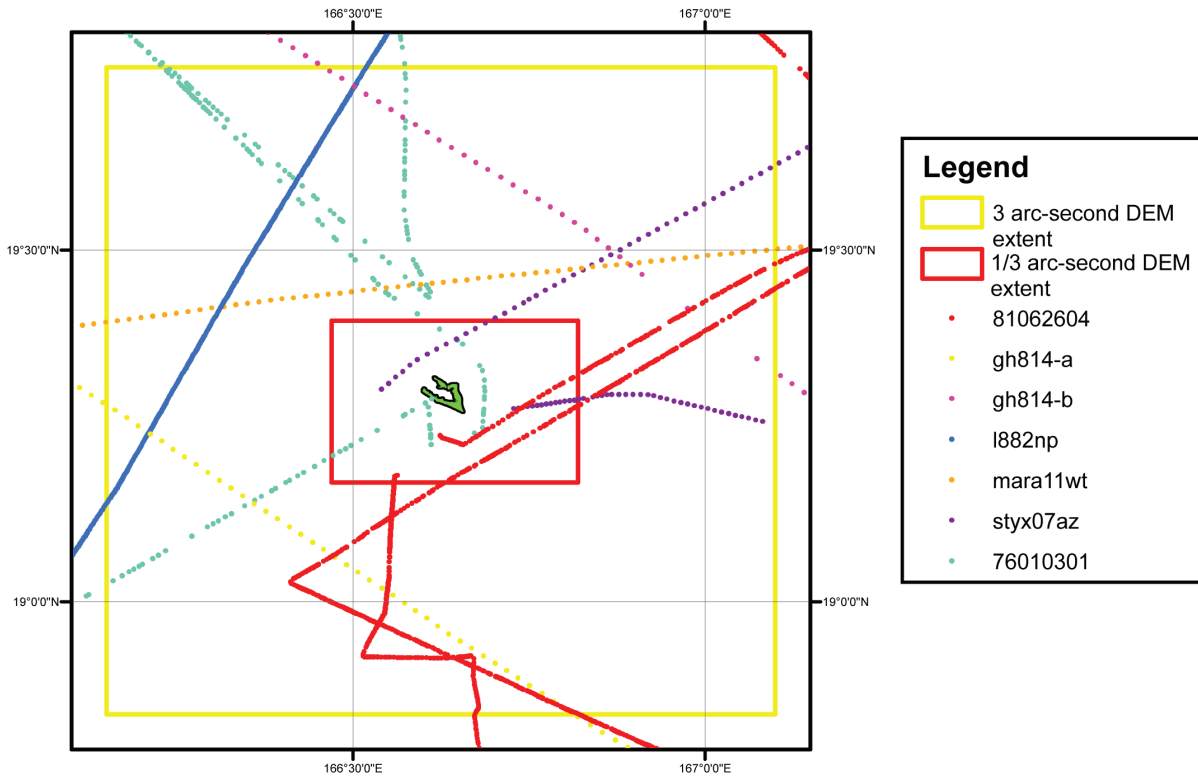 166°30'0"E
167°0'0"E
19°30'0"N
19°30'0"N
19°0'0"N
19°0'0"N
166°30'0"E
167°0'0"E
Legend
3 arc-second DEM
extent
1/3 arc-second DEM
extent
81062604
gh814-a
gh814-b
l882np
mara11wt
styx07az
76010301